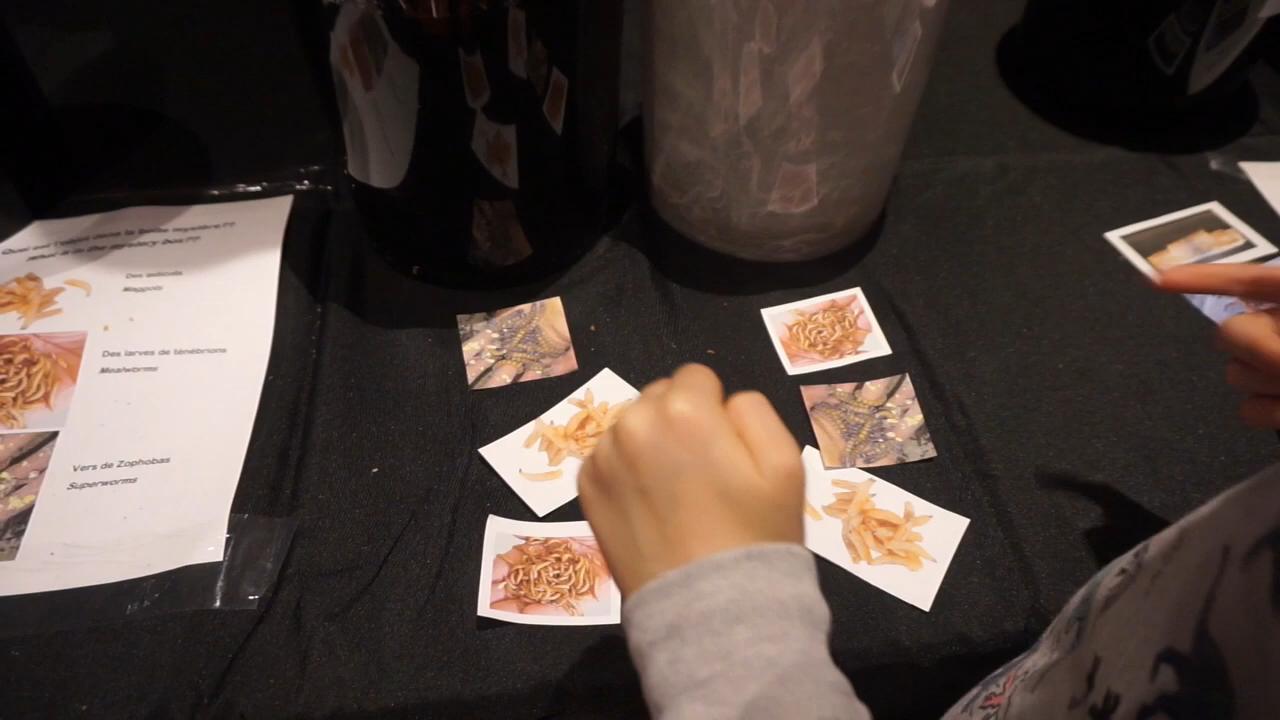 Quel est l'objet dans la boîte mystère??
What is in the mystery box??
Des asticots
Maggots
Des larves de ténébrions
Mealworms
Vers de Zophobas
Superworms